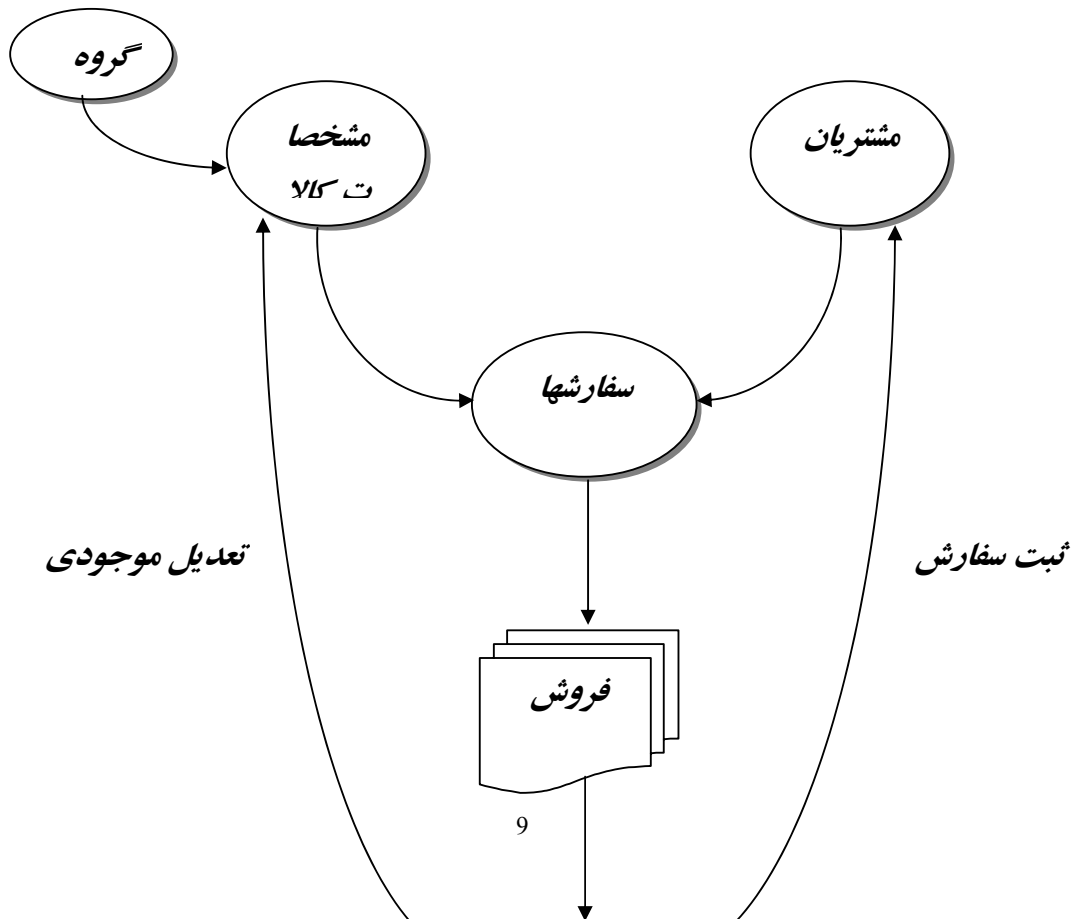 گروه
مشخصا
ت کالا
مشتریان
سفارشها
تعدیل موجودی
ثبت سفارش
فروش
9